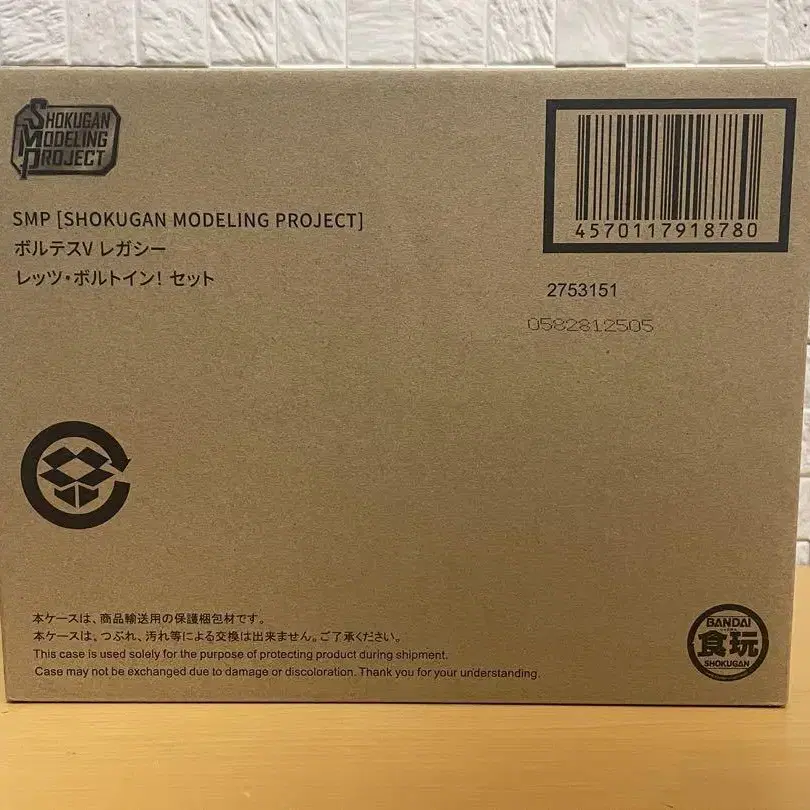 SHOKUGAN
MODELING
PROJECT
SMP [SHOKUGAN MODELING PROJECT]
ボルテスV レガシー
レッツ・ボルトイン! セット
4570117918780
2753151
0582812505
本ケースは、商品輸送用の保護梱包材です。
本ケースは、つぶれ、汚れ等による交換は出来ません。ご了承ください。
This case is used solely for the purpose of protecting product during shipment.
Case may not be exchanged due to damage or discoloration. Thank you for your understanding.
BANDAI
食玩
SHOKUGAN